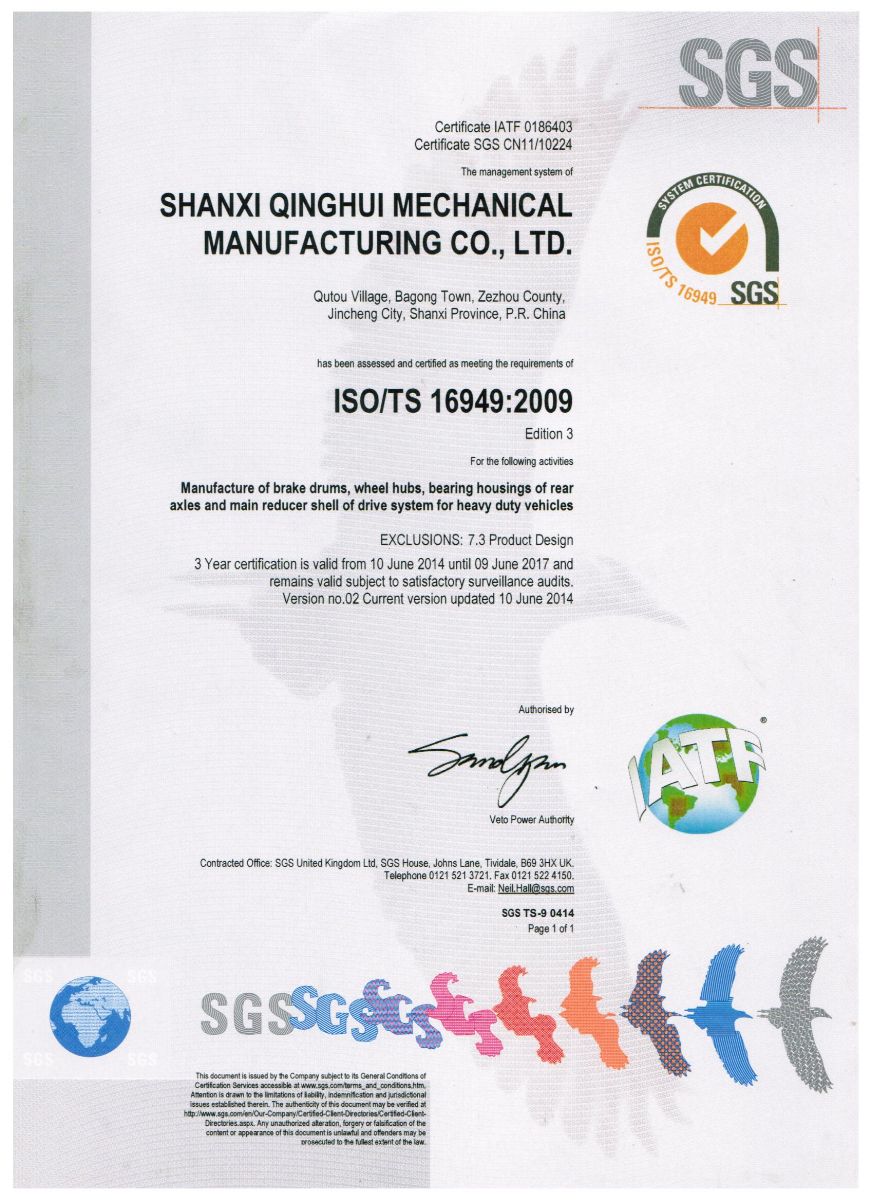 SGS
Certificate IATF 0186403
Certificate SGS CN11/10224
The management system of
SHANXI QINGHUI MECHANICAL
MANUFACTURING CO., LTD.
SYSTEM CERTIFICATION
ISO/TS 16949
SGS
Qutou Village, Bagong Town, Zezhou County,
Jincheng City, Shanxi Province, P.R. China
has been assessed and certified as meeting the requirements of
ISO/TS 16949:2009
Edition 3
For the following activities
Manufacture of brake drums, wheel hubs, bearing housings of rear
axles and main reducer shell of drive system for heavy duty vehicles
EXCLUSIONS: 7.3 Product Design
3 Year certification is valid from 10 June 2014 until 09 June 2017 and
remains valid subject to satisfactory surveillance audits.
Version no.02 Current version updated 10 June 2014
Authorised by
IATF ®
Veto Power Authority
Contracted Office: SGS United Kingdom Ltd, SGS House, Johns Lane, Tividale, B69 3HX UK.
Telephone 0121 521 3721. Fax 0121 522 4150.
E-mail: Neil.Hall@sgs.com
SGS TS-9 0414
Page 1 of 1
SGS SGS
SGS SGS
SGS SGS SGS
This document is issued by the Company subject to its General Conditions of
Certification Services accessible at www.sgs.com/terms_and_conditions.htm.
Attention is drawn to the limitations of liability, indemnification and jurisdictional
issues established therein. The authenticity of this document may be verified at
http://www.sgs.com/en/Our-Company/Certified-Client-Directories/Certified-Client-
Directories.aspx. Any unauthorized alteration, forgery or falsification of the
content or appearance of this document is unlawful and offenders may be
prosecuted to the fullest extent of the law.